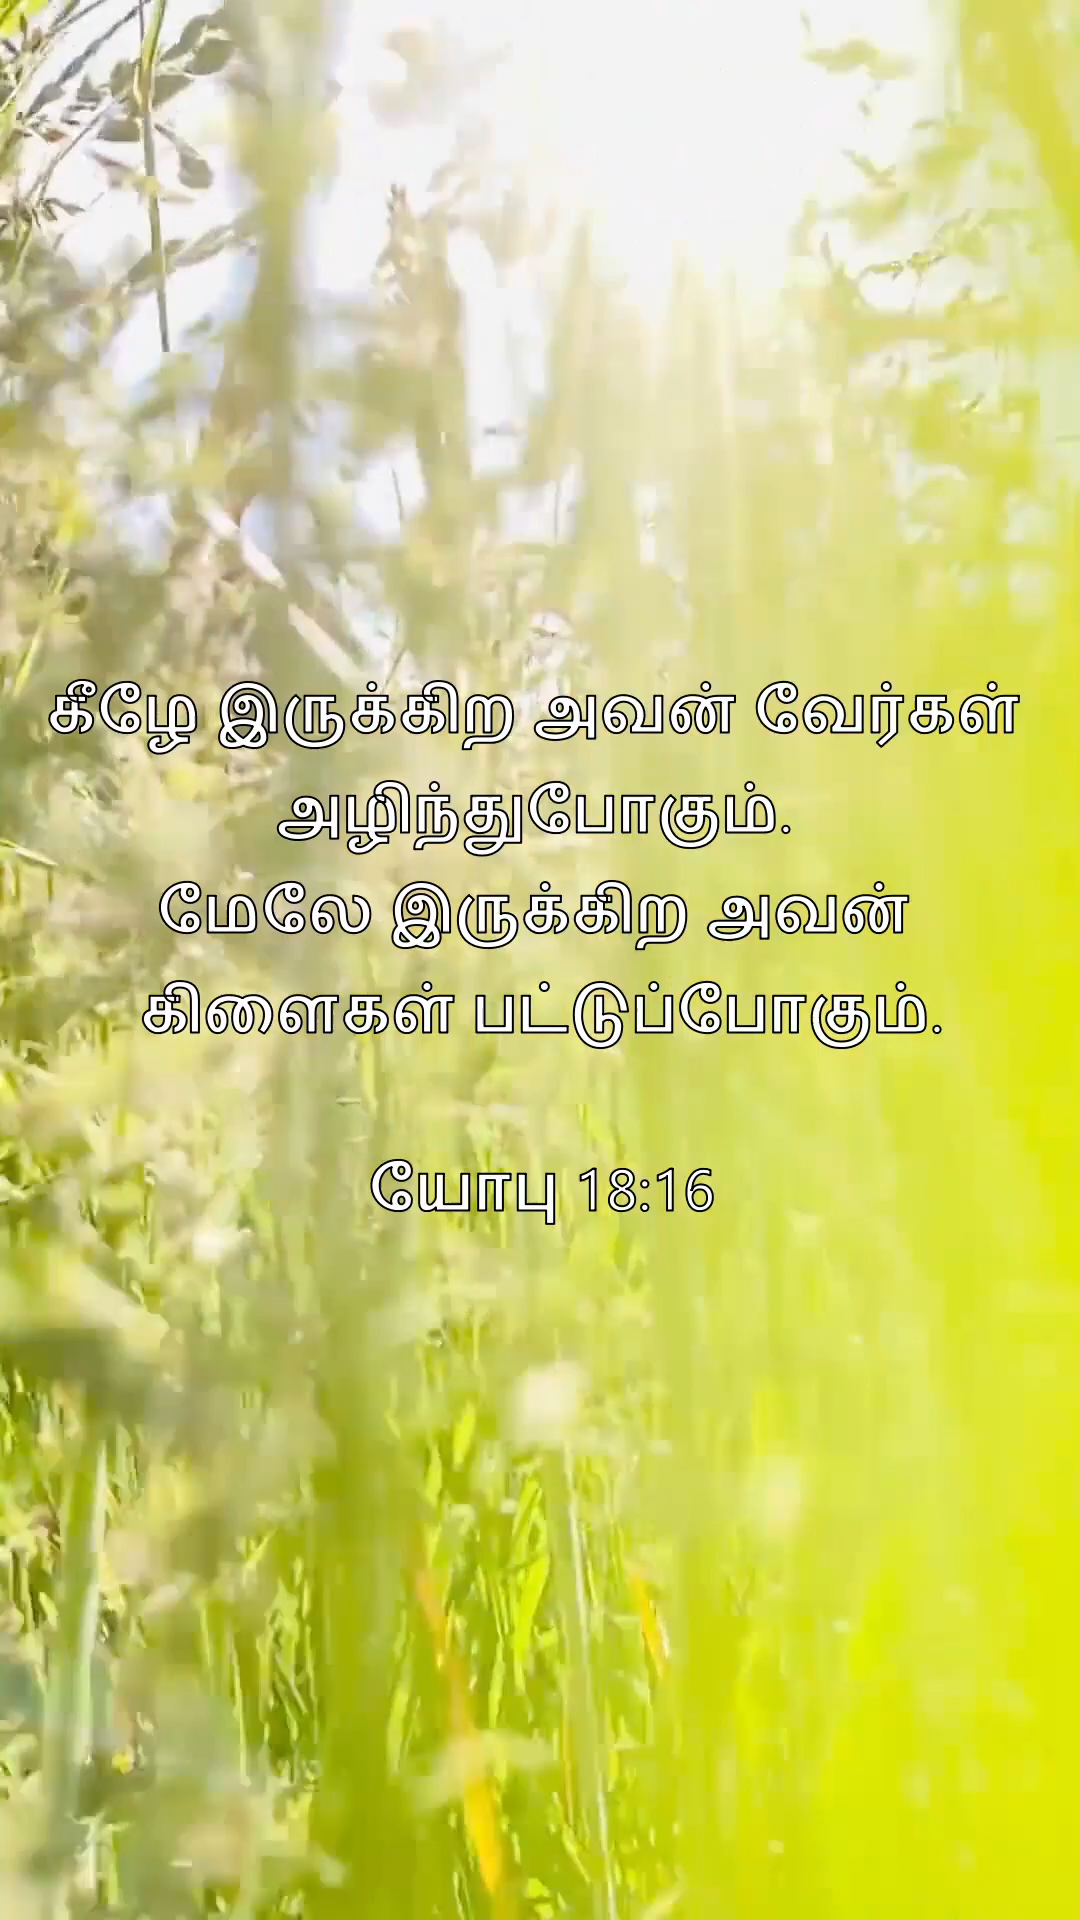 கீழே இருக்கிற அவன் வேர்கள்
அழிந்துபோகும்.
மேலே இருக்கிற அவன்
கிளைகள் பட்டுப்போகும்.
யோபு 18:16